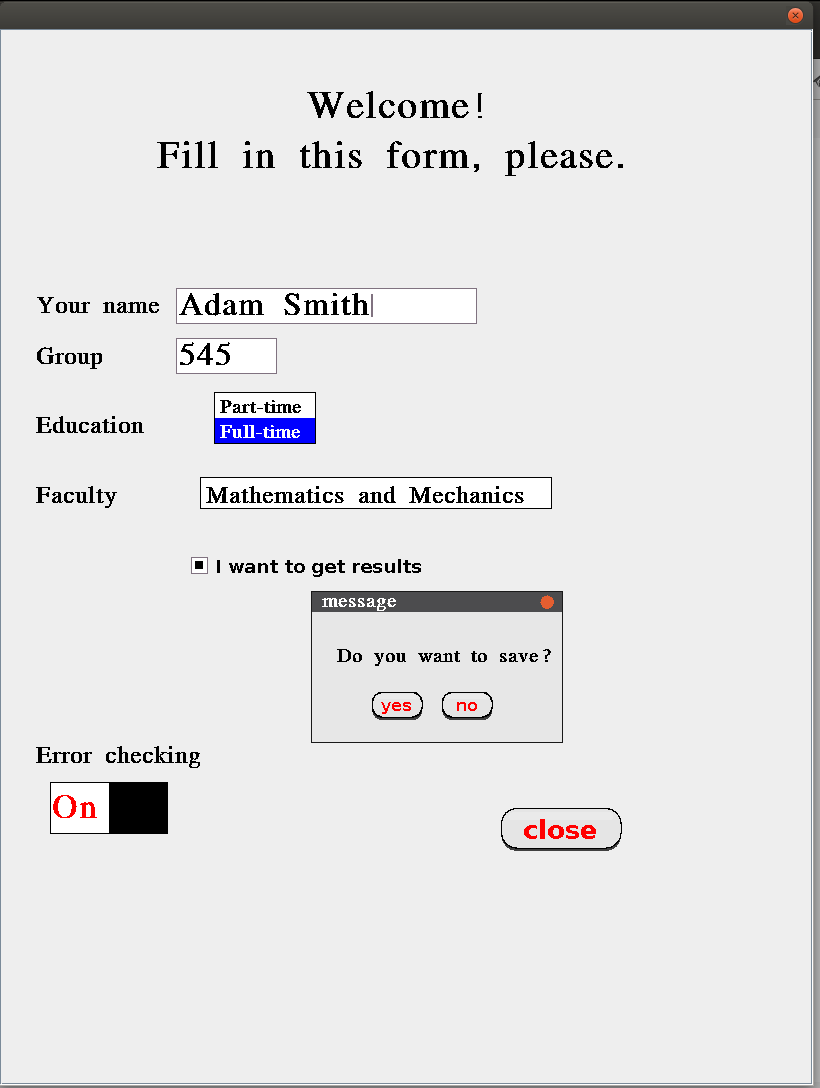 Welcome!
Fill in this form, please.
Your name Adam Smith
Group 545
Part-time
Education Full-time
Faculty Mathematics and Mechanics
I want to get results
message
Do you want to save?
yes no
Error checking
On
close